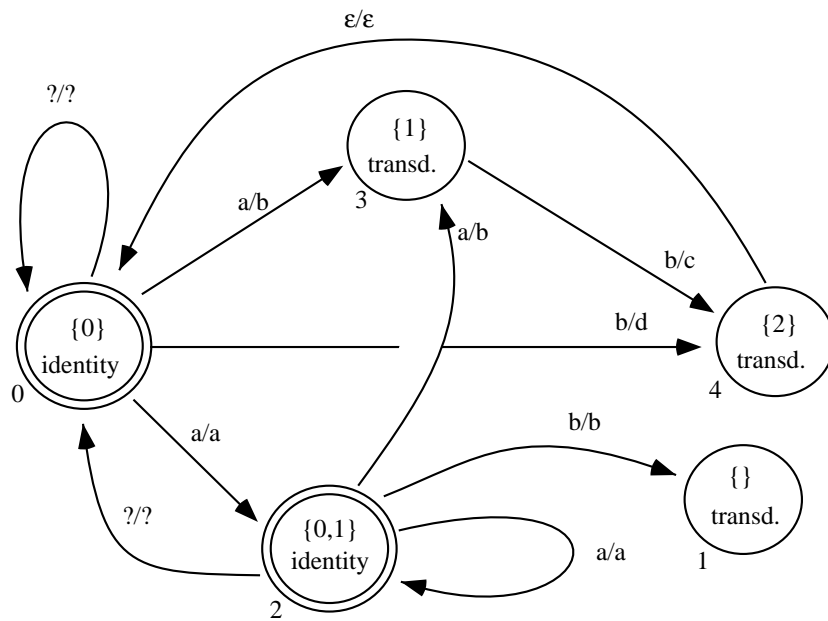 ε/ε
?/?
{1}
transd.
3
a/b
a/b
b/c
{0}
identity
0
b/d
{2}
transd.
4
a/a
b/b
?/?
{0,1}
identity
2
a/a
{}
transd.
1